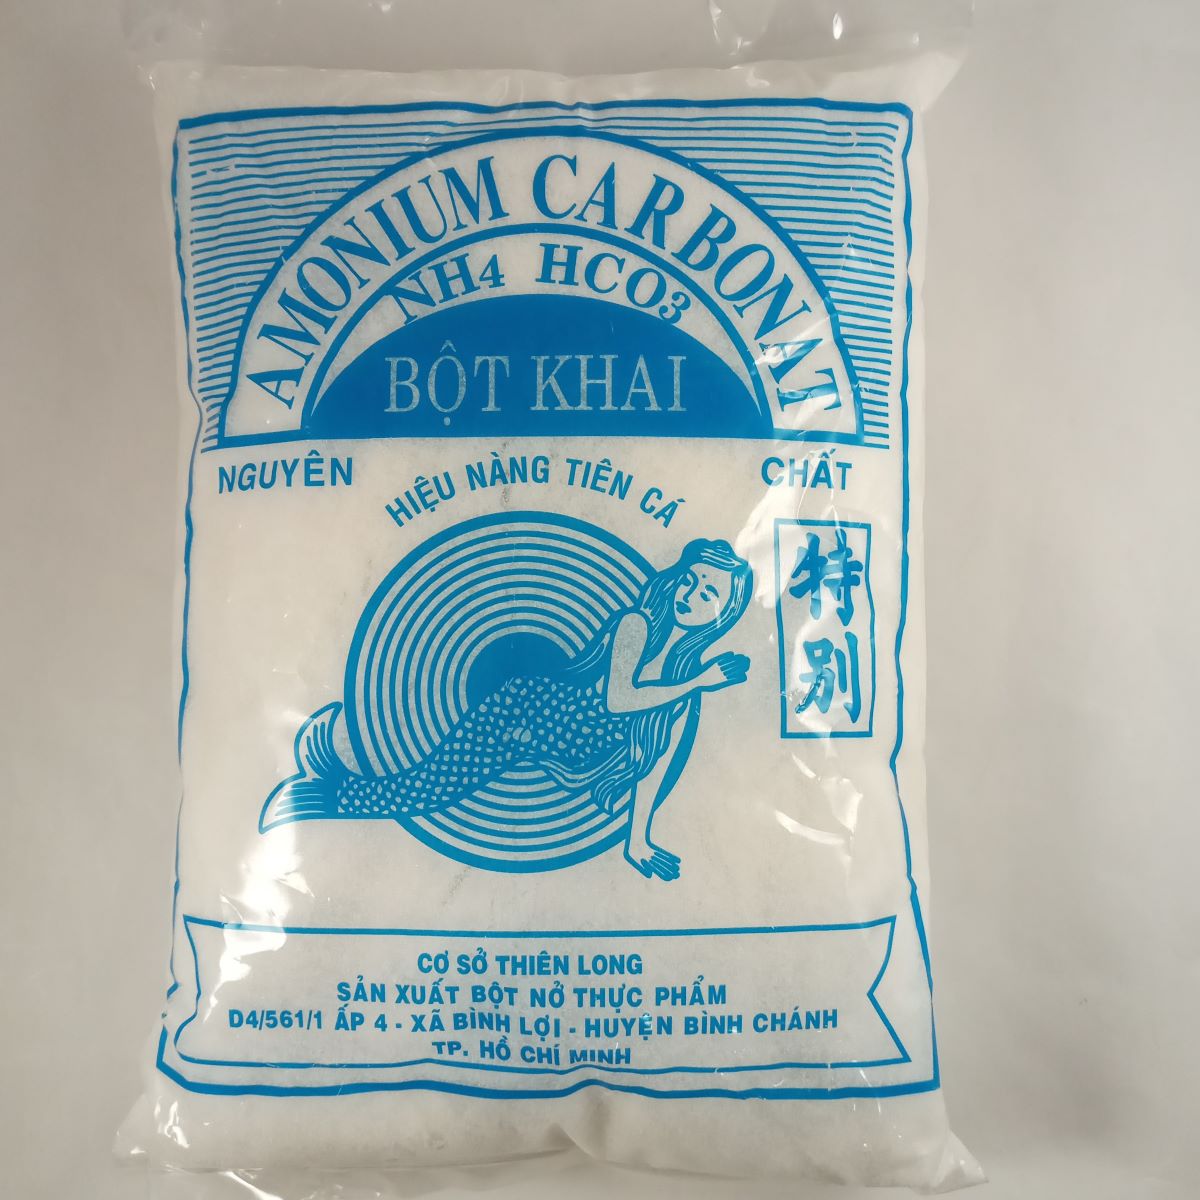 AMONIUM CARBONAT
NH4 HCO3
BỘT KHAI
NGUYÊN CHẤT
HIỆU NÀNG TIÊN CÁ
特别
CƠ SỞ THIÊN LONG
SẢN XUẤT BỘT NỞ THỰC PHẨM
D4/561/1 ẤP 4 - XÃ BÌNH LỢI - HUYỆN BÌNH CHÁNH
TP. HỒ CHÍ MINH